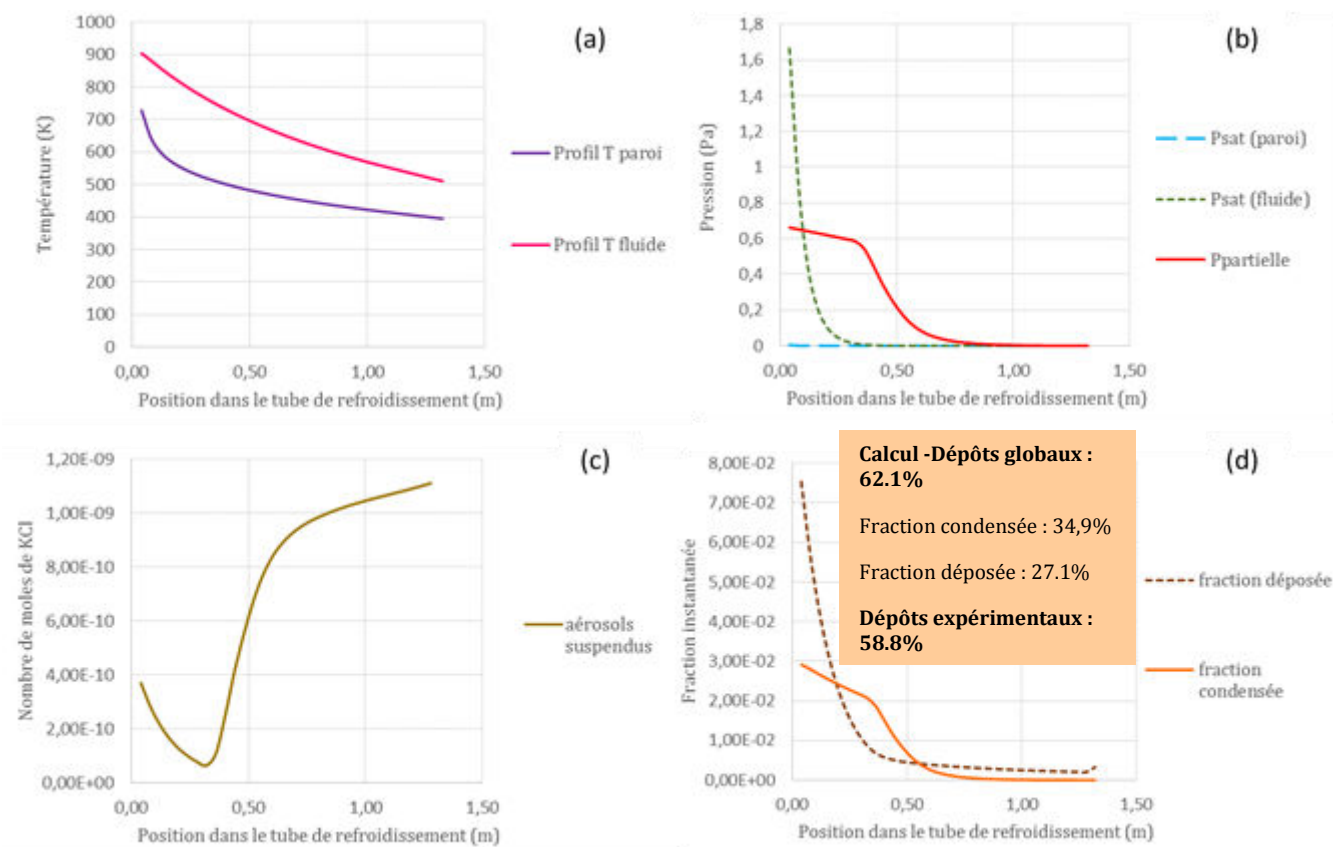 (a)
1000
900
800
700
600
500
400
300
200
100
0
Température (K)
0,00 0,50 1,00 1,50
Position dans le tube de refroidissement (m)
Profil T paroi
Profil T fluide
(b)
1,8
1,6
1,4
1,2
1
0,8
0,6
0,4
0,2
0
Pression (Pa)
0,00 0,50 1,00 1,50
Position dans le tube de refroidissement (m)
Psat (paroi)
Psat (fluide)
Ppartielle
(c)
1,20E-09
1,00E-09
8,00E-10
6,00E-10
4,00E-10
2,00E-10
0,00E+00
Nombre de moles de KCl
0,00 0,50 1,00 1,50
Position dans le tube de refroidissement (m)
aérosols
suspendus
(d)
8,00E-02
7,00E-02
6,00E-02
5,00E-02
4,00E-02
3,00E-02
2,00E-02
1,00E-02
0,00E+00
Fraction instantanée
0,00 0,50 1,00 1,50
Position dans le tube de refroidissement (m)
Calcul -Dépôts globaux :
62.1%
Fraction condensée : 34,9%
Fraction déposée : 27.1%
Dépôts expérimentaux :
58.8%
fraction déposée
fraction
condensée